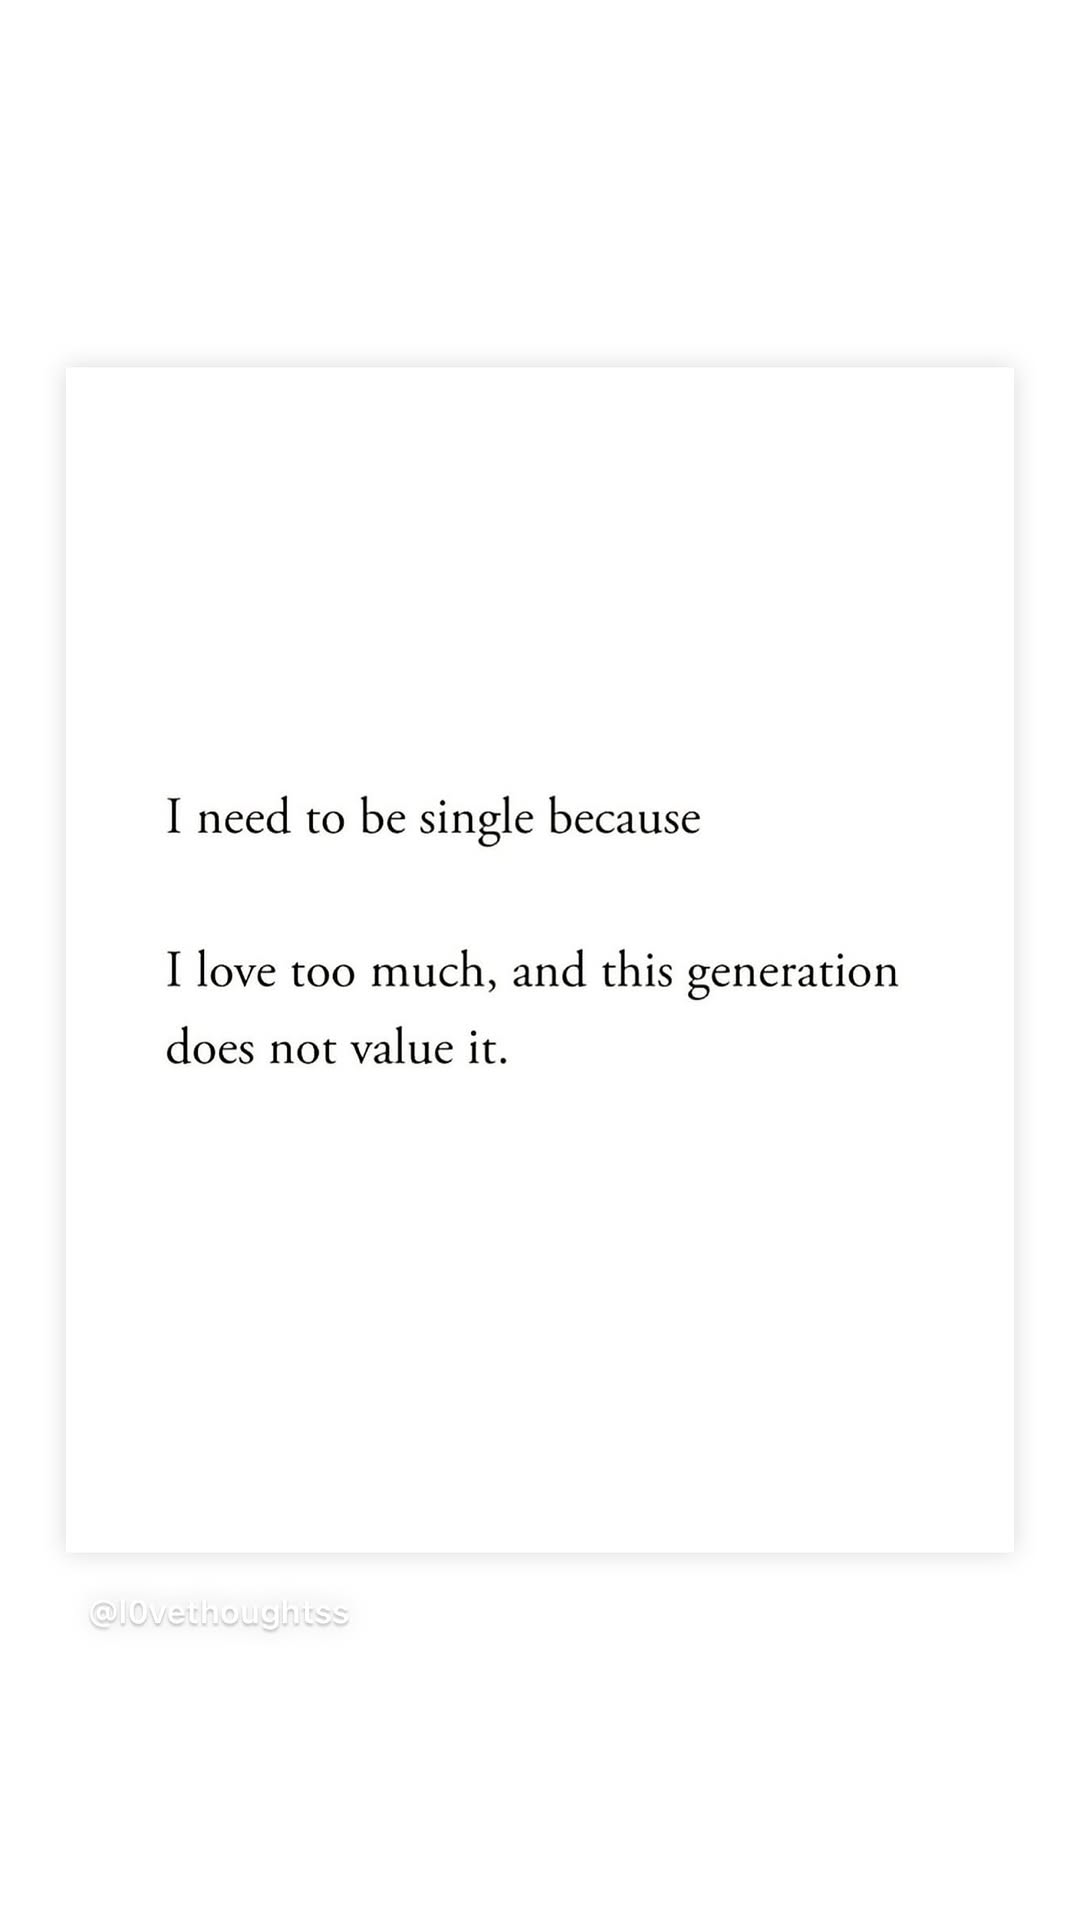 I need to be single because
I love too much, and this generation
does not value it.
@l0vethoughtss